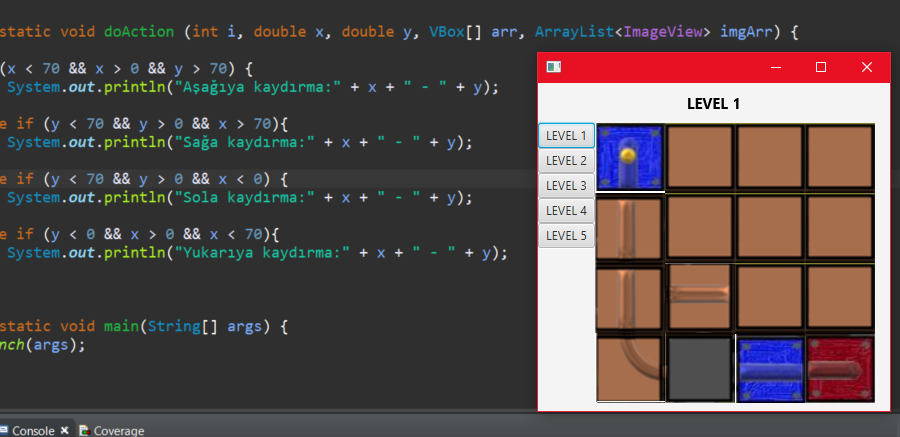 static void doAction (int i, double x, double y, VBox[] arr, ArrayList<ImageView> imgArr) {
(x < 70 && x > 0 && y > 70) {
System.out.println("Aşağıya kaydırma:" + x + " - " + y);
e if (y < 70 && y > 0 && x > 70){
System.out.println("Sağa kaydırma:" + x + " - " + y);
e if (y < 70 && y > 0 && x < 0) {
System.out.println("Sola kaydırma:" + x + " - " + y);
e if (y < 0 && x > 0 && x < 70){
System.out.println("Yukarıya kaydırma:" + x + " - " + y);
static void main(String[] args) {
nch(args);
Console
Coverage
LEVEL 1
LEVEL 1
LEVEL 2
LEVEL 3
LEVEL 4
LEVEL 5